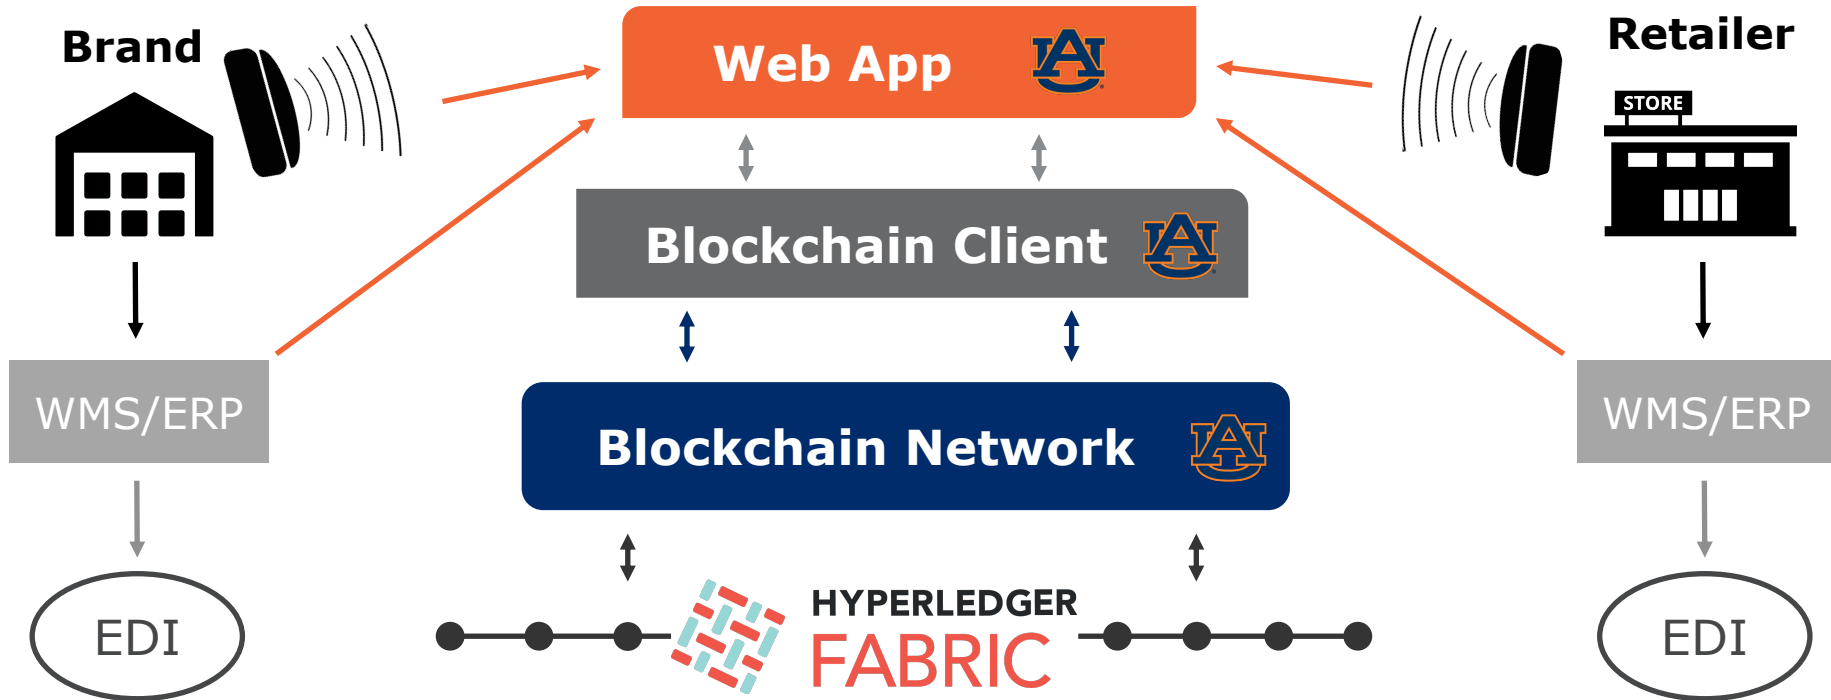 Brand
Web App
Retailer
STORE
Blockchain Client
WMS/ERP
WMS/ERP
Blockchain Network
EDI
HYPERLEDGER
FABRIC
EDI